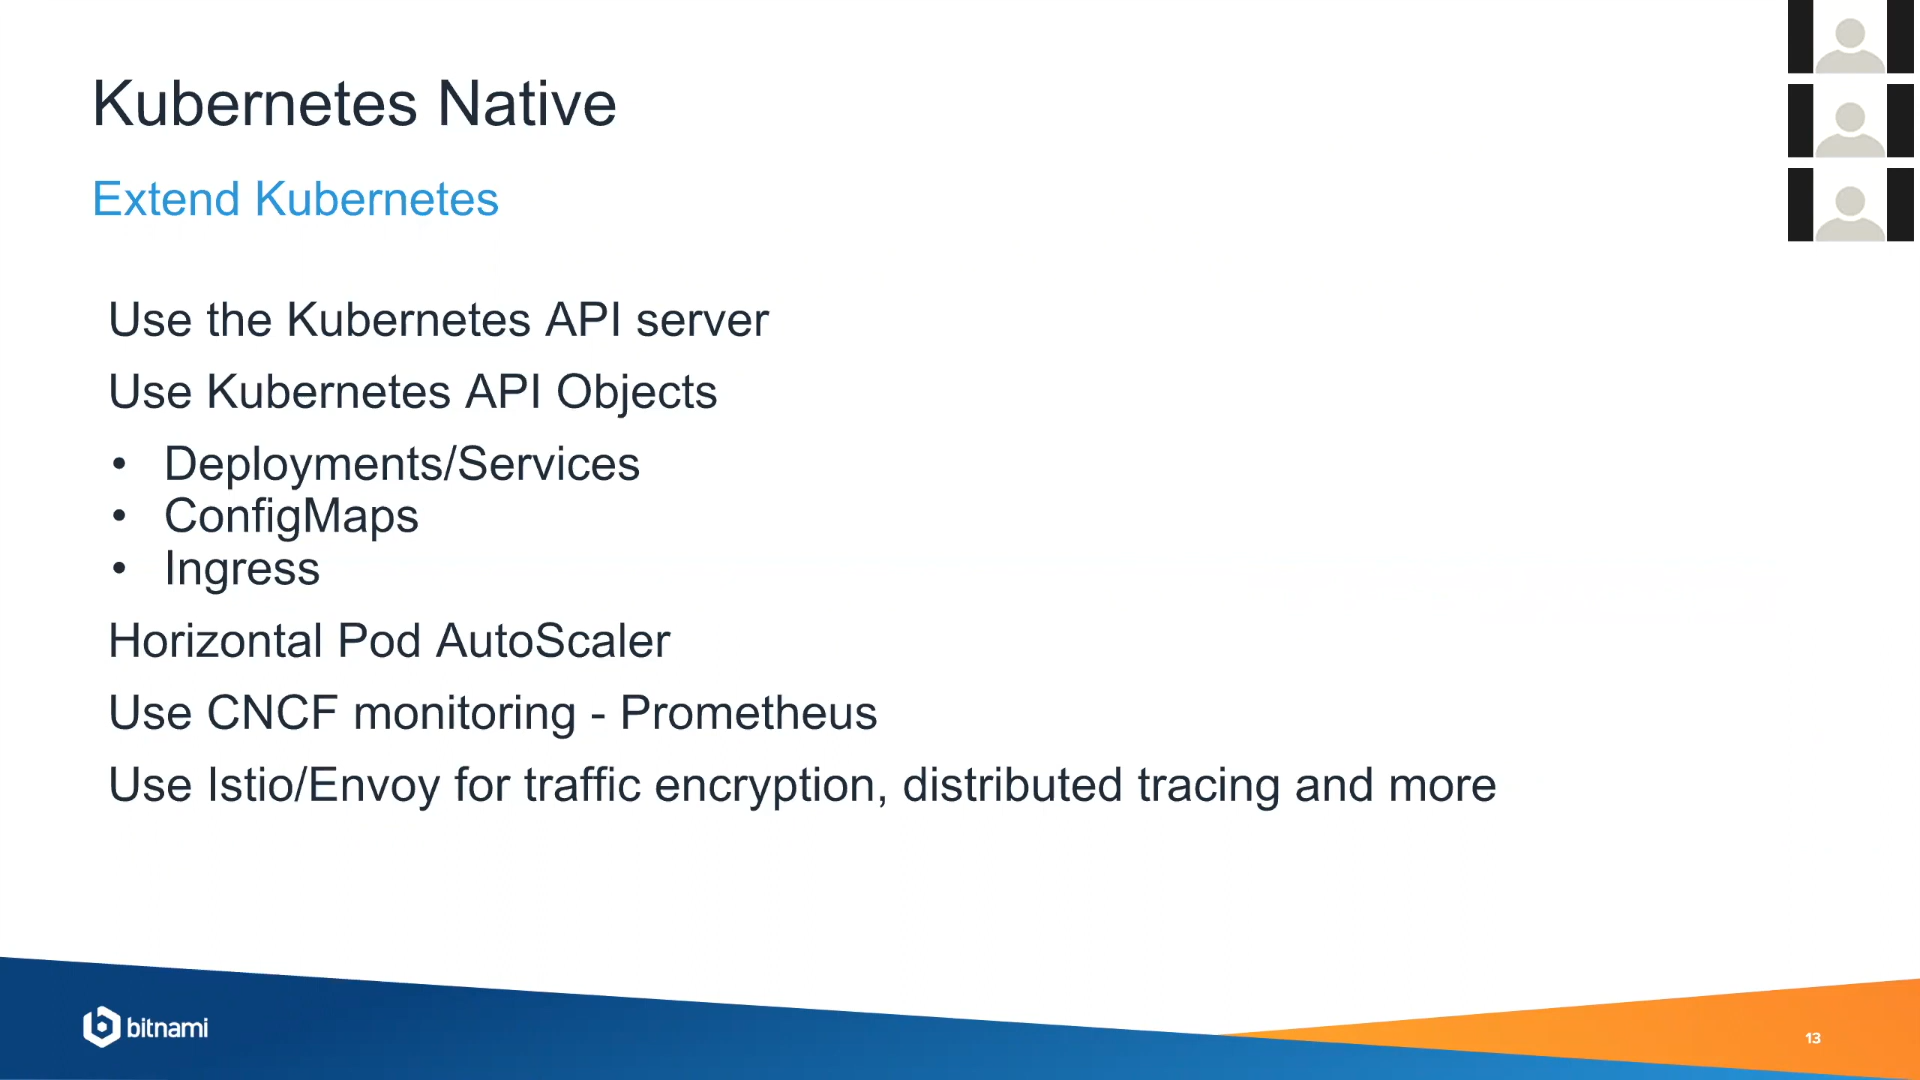 Kubernetes Native
Extend Kubernetes
Use the Kubernetes API server
Use Kubernetes API Objects
• Deployments/Services
• ConfigMaps
• Ingress
Horizontal Pod AutoScaler
Use CNCF monitoring - Prometheus
Use Istio/Envoy for traffic encryption, distributed tracing and more
bitnami
13